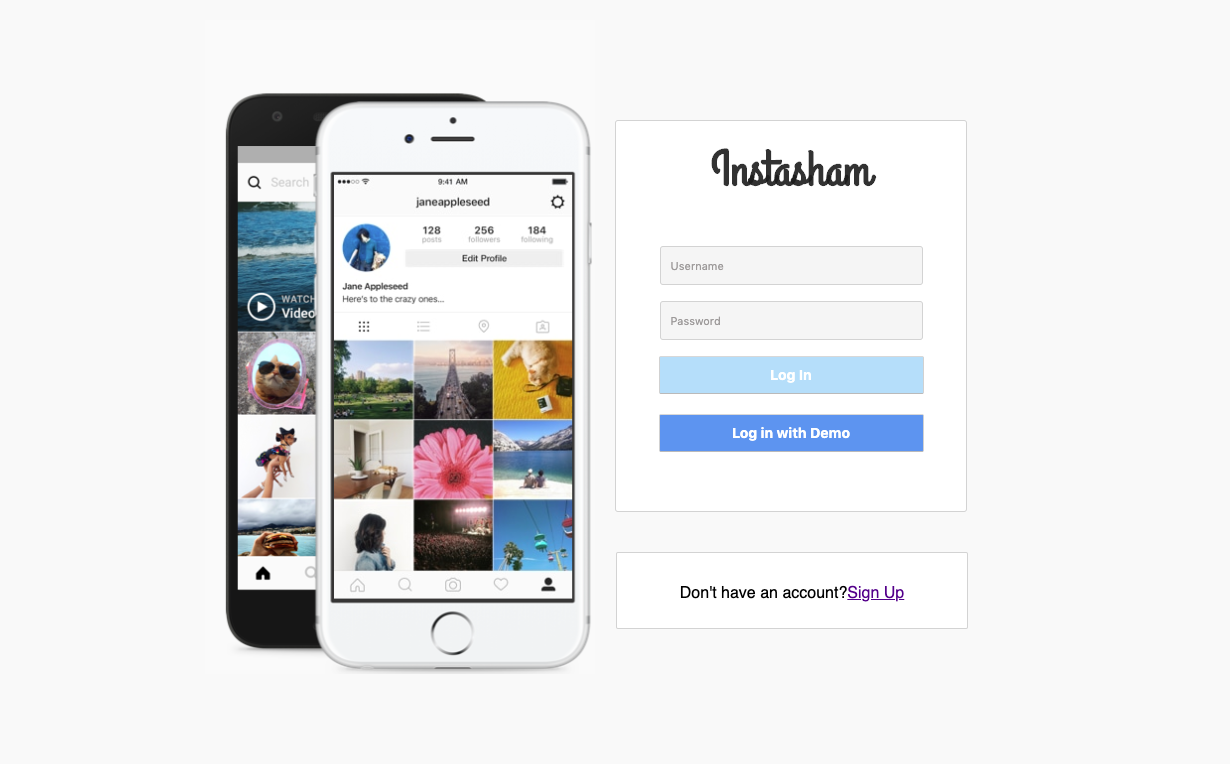 Search
WATCH
Video
9:41 AM
janeappleseed
128
posts
256
followers
184
following
Edit Profile
Jane Appleseed
Here's to the crazy ones...
Instasham
Username
Password
Log In
Log in with Demo
Don't have an account?Sign Up